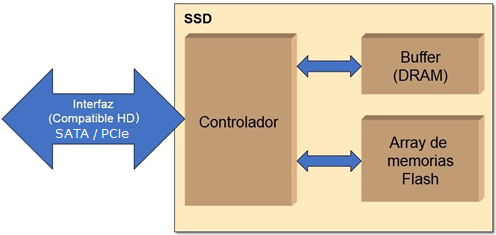 SSD
Interfaz
(Compatible HD)
SATA / PCIe
Controlador
Buffer
(DRAM)
Array de
memorias
Flash